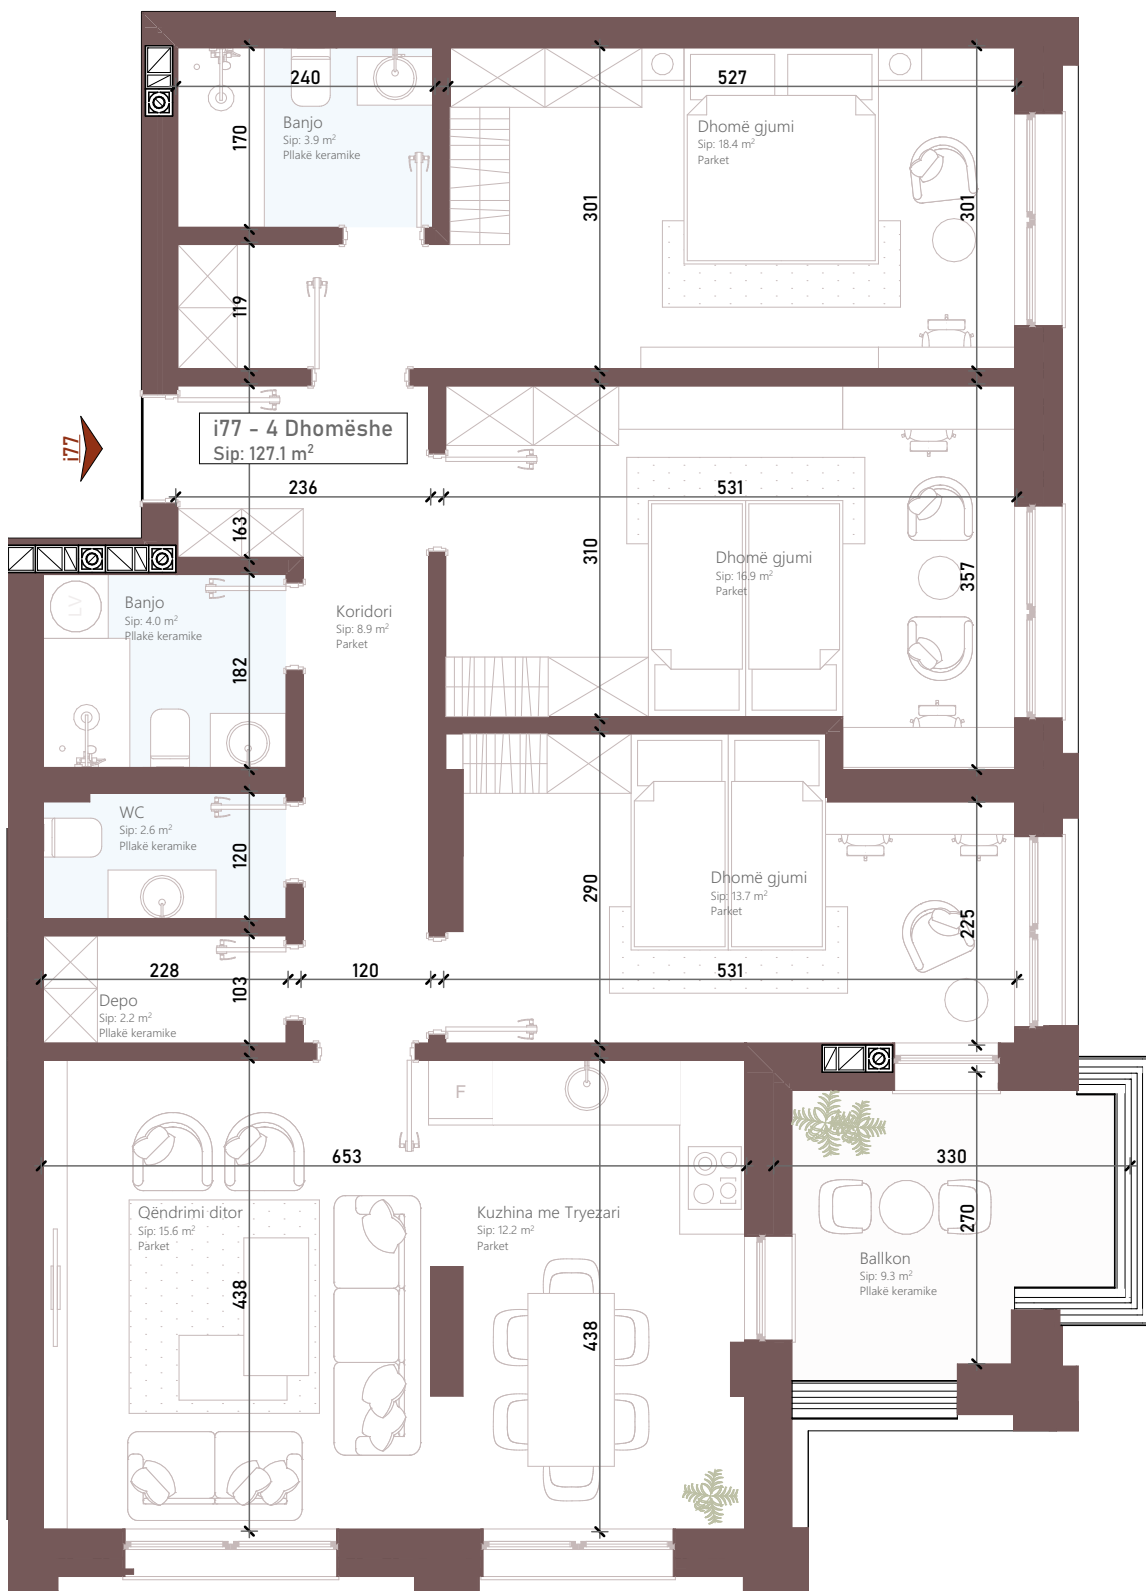 240
527
Banjo
Sip: 3.9 m²
Pllakë keramike
170
Dhomë gjumi
Sip: 18.4 m²
Parket
301
301
119
i77
i77 - 4 Dhomëshe
Sip: 127.1 m²
236
531
163
310
Dhomë gjumi
Sip: 16.9 m²
Parket
357
LV
Banjo
Sip: 4.0 m²
Pllakë keramike
Koridori
Sip: 8.9 m²
Parket
182
WC
Sip: 2.6 m²
Pllakë keramike
120
290
Dhomë gjumi
Sip: 13.7 m²
Parket
225
228
120
531
103
Depo
Sip: 2.2 m²
Pllakë keramike
F
653
330
Qëndrimi ditor
Sip: 15.6 m²
Parket
Kuzhina me Tryezari
Sip: 12.2 m²
Parket
270
Ballkon
Sip: 9.3 m²
Pllakë keramike
438
438